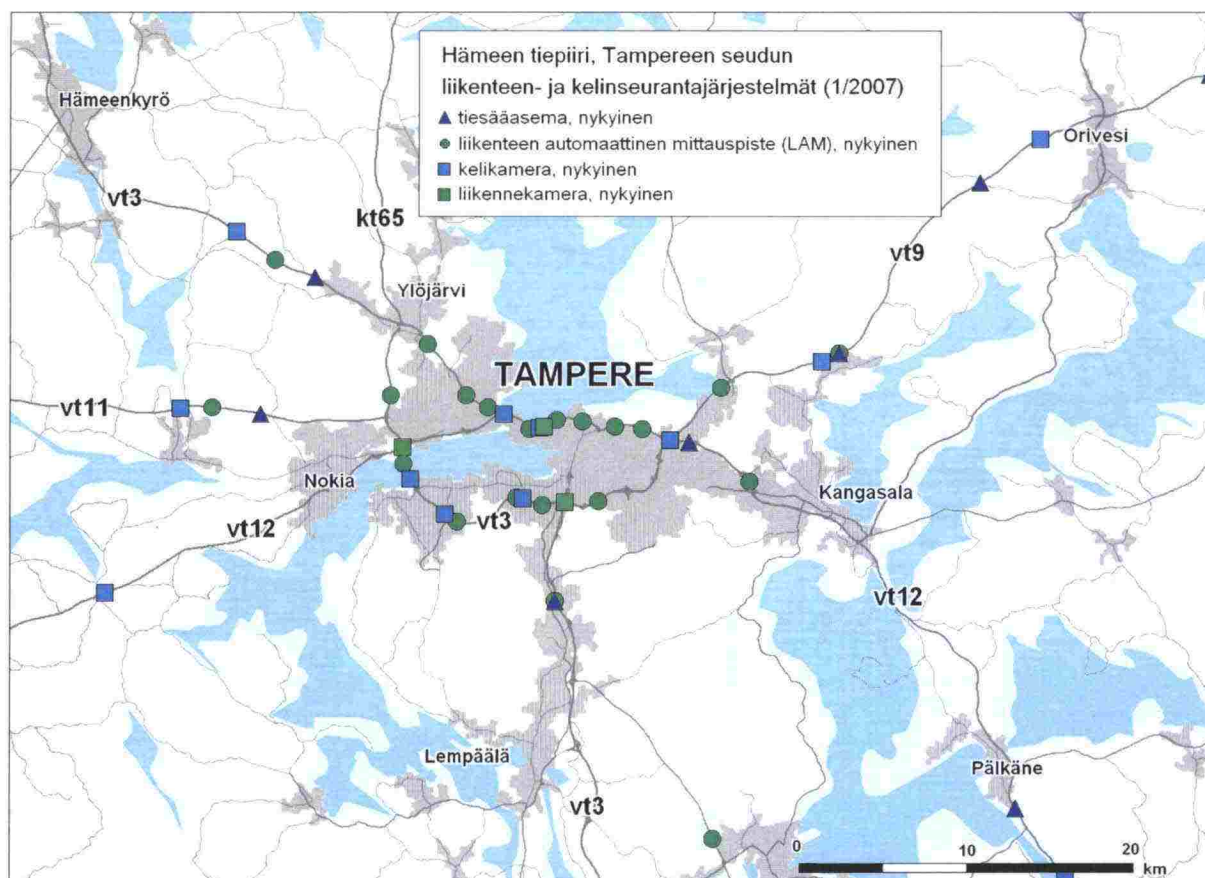 Hämeen tiepiiri, Tampereen seudun
liikenteen- ja kelinseurantajärjestelmät (1/2007)
tiesääasema, nykyinen
liikenteen automaattinen mittauspiste (LAM), nykyinen
kelikamera, nykyinen
liikennekamera, nykyinen
Hämeenkyrö
Orivesi
vt3
kt65
vt9
Ylöjärvi
TAMPERE
vt11
Nokia
Kangasala
vt3
vt12
vt12
Lempäälä
Pälkäne
vt3
0 10 20
km